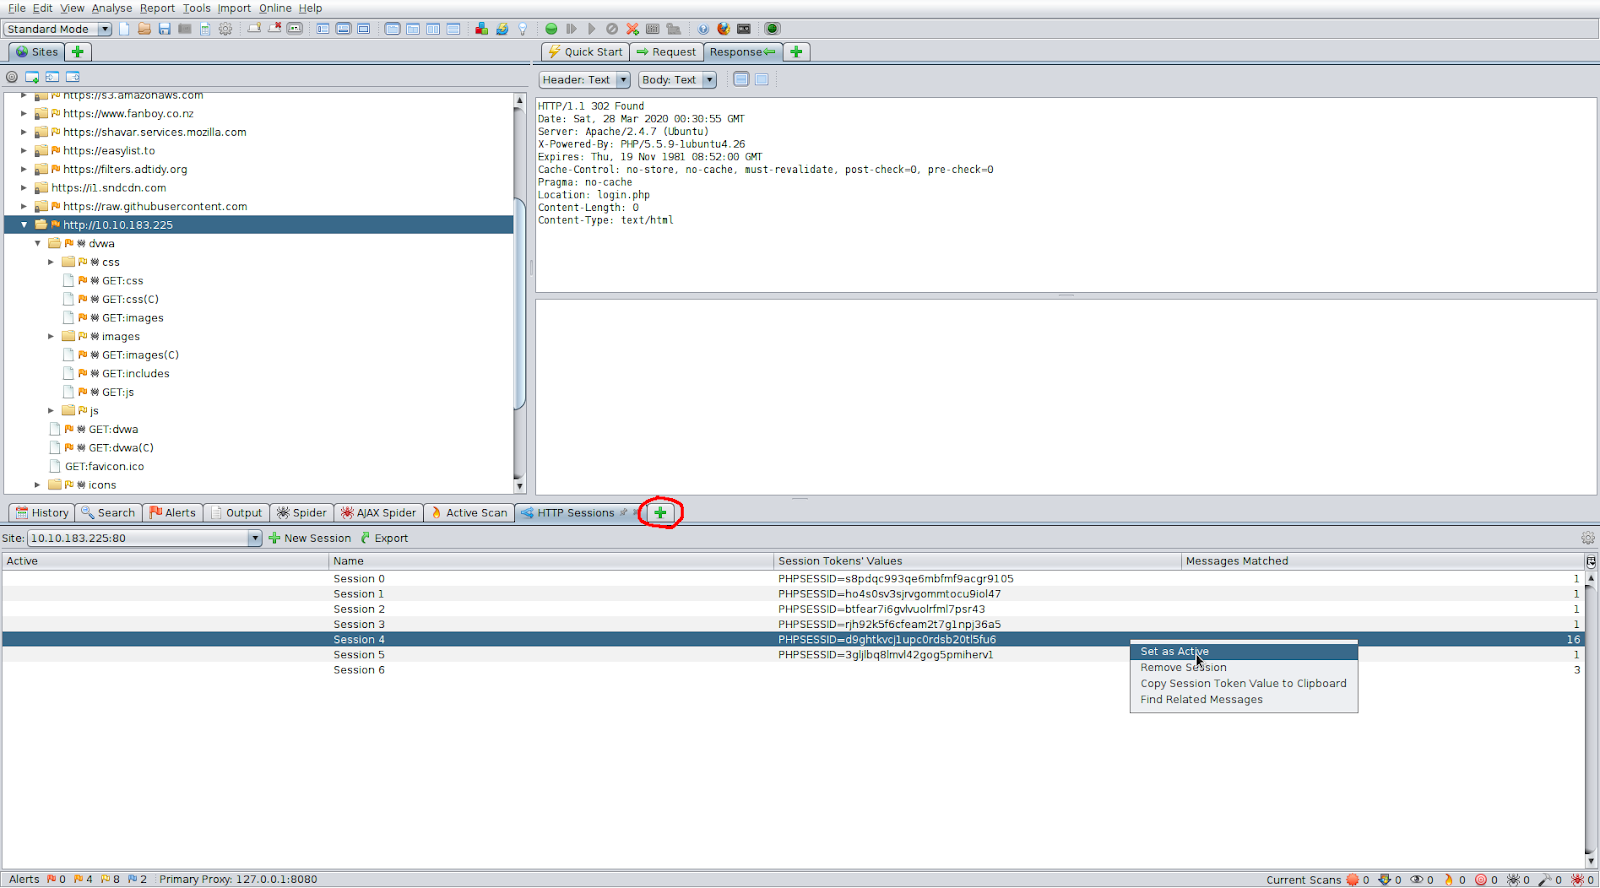 File Edit View Analyse Report Tools Import Online Help
Standard Mode
Sites
Quick Start Request Response
Header: Text Body: Text
https://s3.amazonaws.com
https://www.fanboy.co.nz
https://shavar.services.mozilla.com
https://easylist.to
https://filters.adtidy.org
https://i1.sndcdn.com
https://raw.githubusercontent.com
http://10.10.183.225
dvwa
css
GET:css
GET:css(C)
GET:images
images
GET:images(C)
GET:includes
GET:js
js
GET:dvwa
GET:dvwa(C)
GET:favicon.ico
icons
HTTP/1.1 302 Found
Date: Sat, 28 Mar 2020 00:30:55 GMT
Server: Apache/2.4.7 (Ubuntu)
X-Powered-By: PHP/5.5.9-1ubuntu4.26
Expires: Thu, 19 Nov 1981 08:52:00 GMT
Cache-Control: no-store, no-cache, must-revalidate, post-check=0, pre-check=0
Pragma: no-cache
Location: login.php
Content-Length: 0
Content-Type: text/html
History Search Alerts Output Spider AJAX Spider Active Scan HTTP Sessions
Site: 10.10.183.225:80 New Session Export
Active Name Session Tokens' Values Messages Matched
Session 0 PHPSESSID=s8pdqc993qe6mbfmf9acgr9105 1
Session 1 PHPSESSID=ho4s0sv3sjrvgommtocu9iol47 1
Session 2 PHPSESSID=btfear7i6gvlvuolrfml7psr43 1
Session 3 PHPSESSID=rjh92k5f6cfeam2t7g1npj36a5 1
Session 4 PHPSESSID=d9ghtkvcj1upc0rdsb20tl5fu6 16
Session 5 PHPSESSID=3gljlbq8lmvl42gog5pmiherv1 1
Session 6 3
Set as Active
Remove Session
Copy Session Token Value to Clipboard
Find Related Messages
Alerts 0 4 8 2 Primary Proxy: 127.0.0.1:8080 Current Scans 0 0 0 0 0 0 0 0